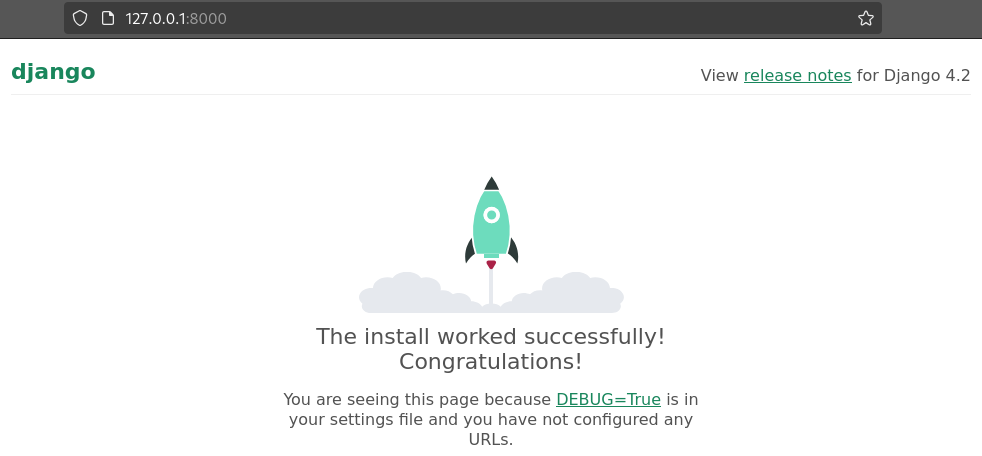 127.0.0.1:8000
django
View release notes for Django 4.2
The install worked successfully!
Congratulations!
You are seeing this page because DEBUG=True is in
your settings file and you have not configured any
URLs.